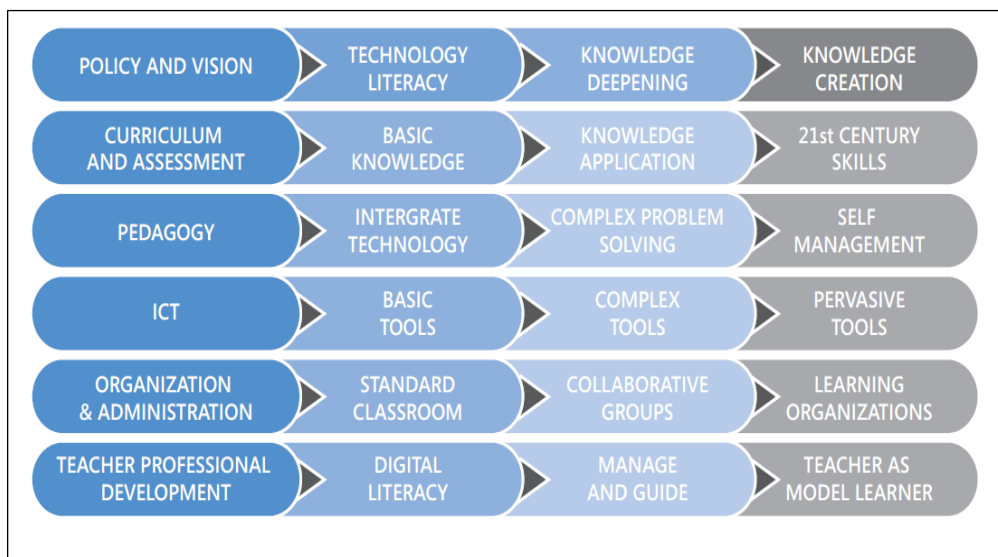 POLICY AND VISION
TECHNOLOGY
LITERACY
KNOWLEDGE
DEEPENING
KNOWLEDGE
CREATION
CURRICULUM
AND ASSESSMENT
BASIC
KNOWLEDGE
KNOWLEDGE
APPLICATION
21st CENTURY
SKILLS
PEDAGOGY
INTERGRATE
TECHNOLOGY
COMPLEX PROBLEM
SOLVING
SELF
MANAGEMENT
ICT
BASIC
TOOLS
COMPLEX
TOOLS
PERVASIVE
TOOLS
ORGANIZATION
& ADMINISTRATION
STANDARD
CLASSROOM
COLLABORATIVE
GROUPS
LEARNING
ORGANIZATIONS
TEACHER PROFESSIONAL
DEVELOPMENT
DIGITAL
LITERACY
MANAGE
AND GUIDE
TEACHER AS
MODEL LEARNER